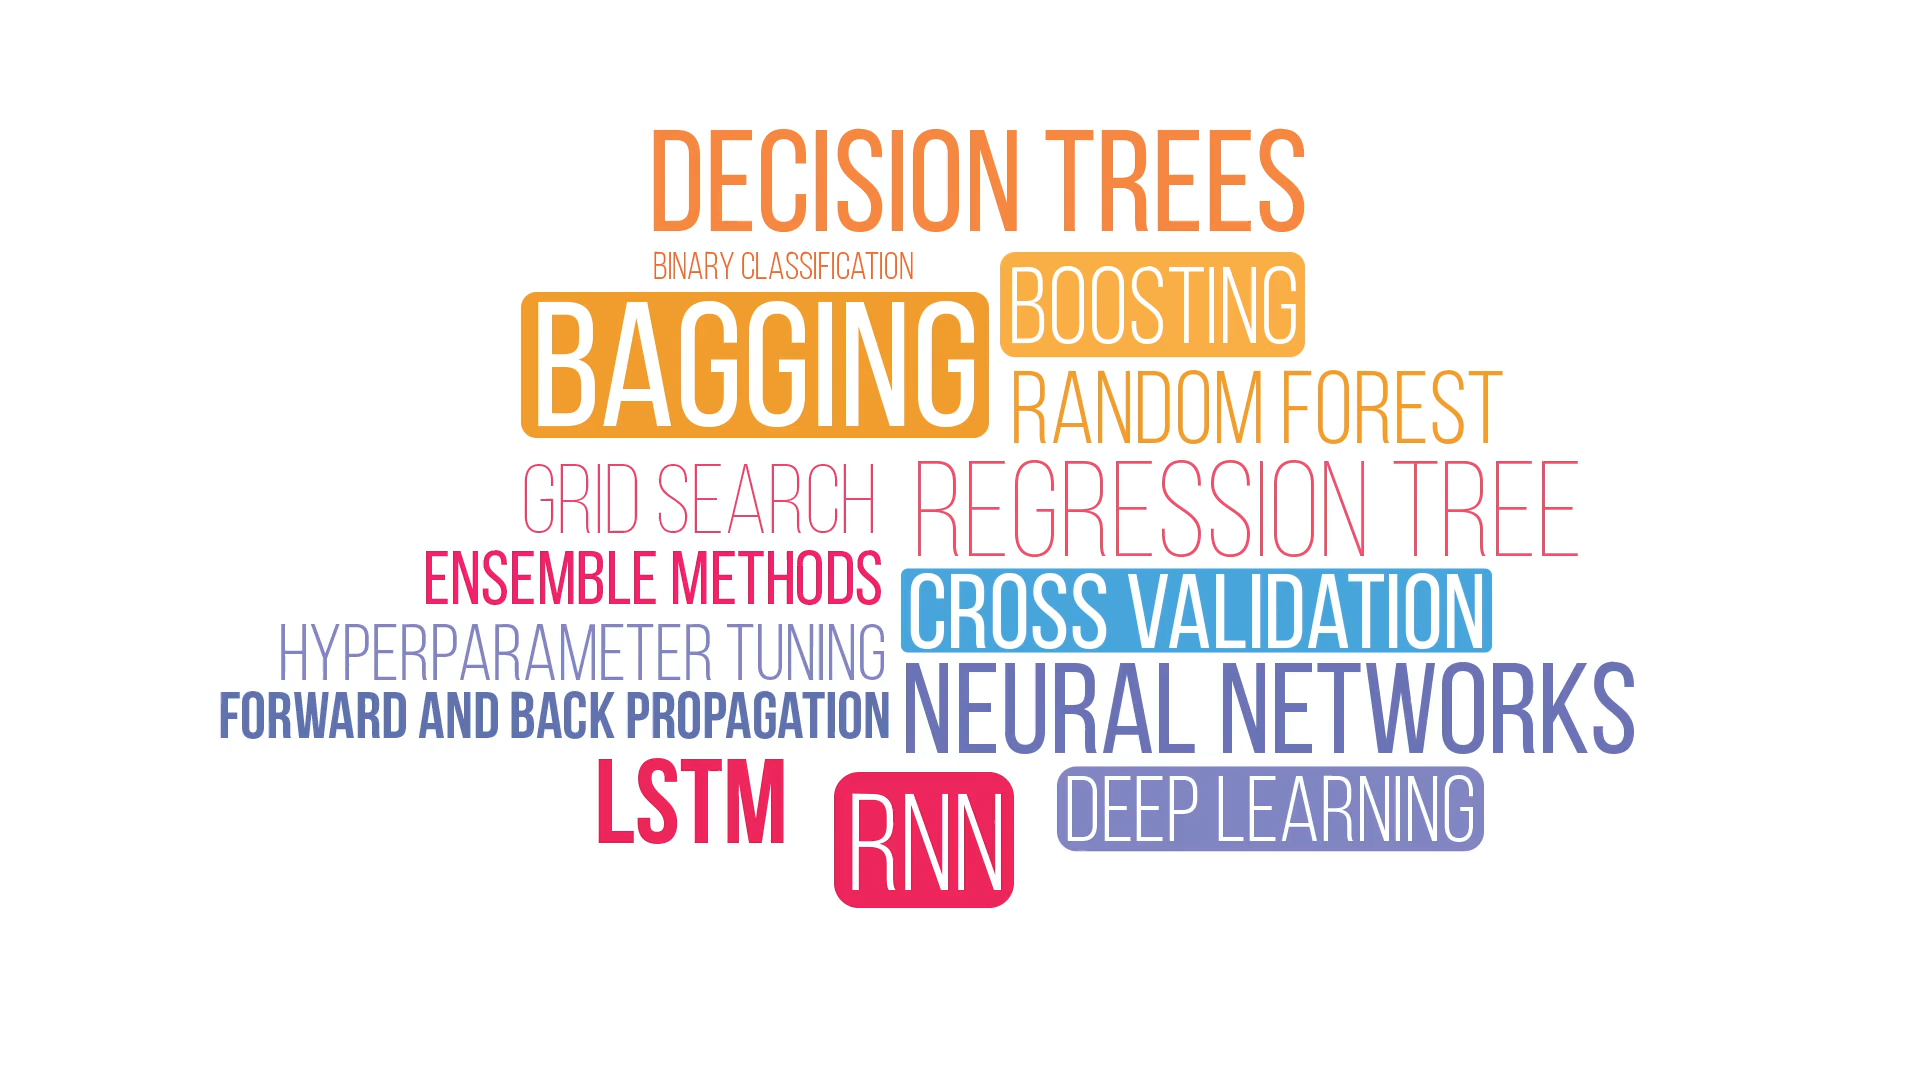 DECISION TREES
BINARY CLASSIFICATION
BOOSTING
BAGGING
RANDOM FOREST
GRID SEARCH
REGRESSION TREE
ENSEMBLE METHODS
CROSS VALIDATION
HYPERPARAMETER TUNING
FORWARD AND BACK PROPAGATION
NEURAL NETWORKS
LSTM
RNN
DEEP LEARNING